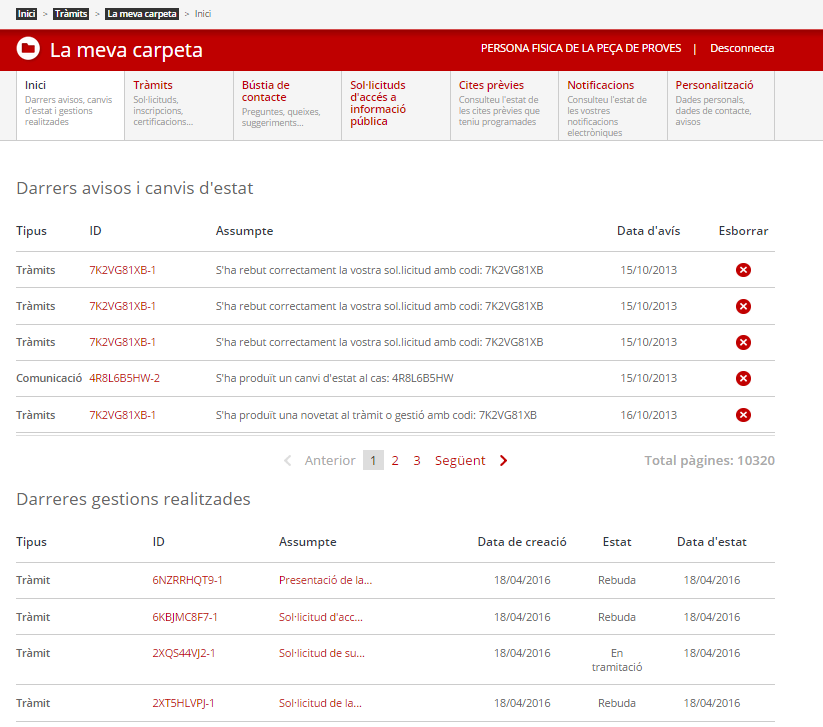 Inici > Tràmits > La meva carpeta > Inici
La meva carpeta
PERSONA FISICA DE LA PEÇA DE PROVES | Desconnecta
Inici
Darrers avisos, canvis
d'estat i gestions
realitzades
Tràmits
Sol·licituds,
inscripcions,
certificacions...
Bústia de
contacte
Preguntes, queixes,
suggeriments...
Sol·licituds
d'accés a
informació
pública
Cites prèvies
Consulteu l'estat de
les cites prèvies que
teniu programades
Notificacions
Consulteu l'estat de
les vostres
notificacions
electròniques
Personalització
Dades personals,
dades de contacte,
avisos
Darrers avisos i canvis d'estat
Tipus ID Assumpte Data d'avís Esborrar
Tràmits 7K2VG81XB-1 S'ha rebut correctament la vostra sol.licitud amb codi: 7K2VG81XB 15/10/2013
Tràmits 7K2VG81XB-1 S'ha rebut correctament la vostra sol.licitud amb codi: 7K2VG81XB 15/10/2013
Tràmits 7K2VG81XB-1 S'ha rebut correctament la vostra sol.licitud amb codi: 7K2VG81XB 15/10/2013
Comunicació 4R8L6B5HW-2 S'ha produït un canvi d'estat al cas: 4R8L6B5HW 15/10/2013
Tràmits 7K2VG81XB-1 S'ha produït una novetat al tràmit o gestió amb codi: 7K2VG81XB 16/10/2013
Anterior 1 2 3 Següent Total pàgines: 10320
Darreres gestions realitzades
Tipus ID Assumpte Data de creació Estat Data d'estat
Tràmit 6NZRRHQT9-1 Presentació de la... 18/04/2016 Rebuda 18/04/2016
Tràmit 6KBJMC8F7-1 Sol·licitud d'acc... 18/04/2016 Rebuda 18/04/2016
Tràmit 2XQS44VJ2-1 Sol·licitud de su... 18/04/2016 En 18/04/2016
tramitació
Tràmit 2XT5HLVPJ-1 Sol·licitud de la... 18/04/2016 Rebuda 18/04/2016